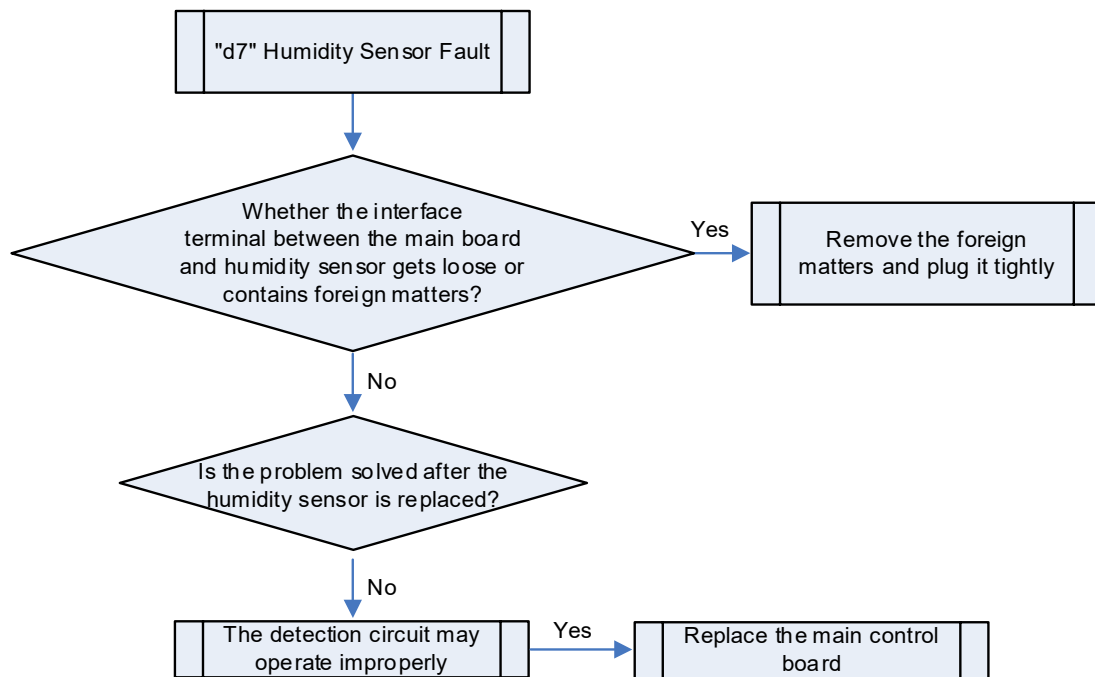 "d7" Humidity Sensor Fault
Whether the interface
terminal between the main board
and humidity sensor gets loose or
contains foreign matters?
Yes
Remove the foreign
matters and plug it tightly
No
Is the problem solved after the
humidity sensor is replaced?
No
The detection circuit may
operate improperly
Yes
Replace the main control
board